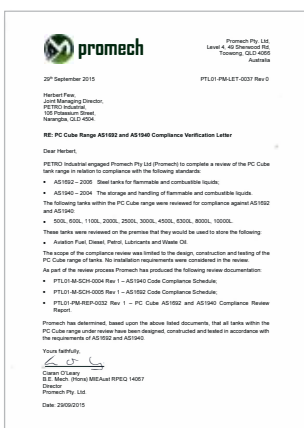 promech
Promech Pty. Ltd.
Level 4, 49 Sherwood Rd,
Toowong, QLD 4066
Australia
29th September 2015
PTL01-PM-LET-0037 Rev 0
Herbert Few,
Joint Managing Director,
PETRO Industrial,
106 Potassium Street,
Narangba, QLD 4504.
RE: PC Cube Range AS1692 and AS1940 Compliance Verification Letter
Dear Herbert,
PETRO Industrial engaged Promech Pty Ltd (Promech) to complete a review of the PC Cube
tank range in relation to compliance with the following standards:
• AS1692 – 2006 Steel tanks for flammable and combustible liquids;
• AS1940 – 2004 The storage and handling of flammable and combustible liquids.
The following tanks within the PC Cube range were reviewed for compliance against AS1692
and AS1940:
• 500L, 600L, 1100L, 2000L, 2500L, 3000L, 4500L, 6300L, 8000L, 10000L.
These tanks were reviewed on the premise that they would be used to store the following:
• Aviation Fuel, Diesel, Petrol, Lubricants and Waste Oil.
The scope of the compliance review was limited to the design, construction and testing of the
PC Cube range of tanks. No installation requirements were considered in the review.
As part of the review process Promech has produced the following review documentation:
• PTL01-M-SCH-0004 Rev 1 – AS1940 Code Compliance Schedule;
• PTL01-M-SCH-0005 Rev 1 – AS1692 Code Compliance Schedule;
• PTL01-PM-REP-0032 Rev 1 – PC Cube AS1692 and AS1940 Compliance Review
Report.
Promech has determined, based upon the above listed documents, that all tanks within the
PC Cube range under review have been designed, constructed and tested in accordance with
the requirements of AS1692 and AS1940.
Yours faithfully,
Ciaran O'Leary
B.E. Mech. (Hons) MIEAust RPEQ 14067
Director
Promech Pty. Ltd.
Date: 29/09/2015